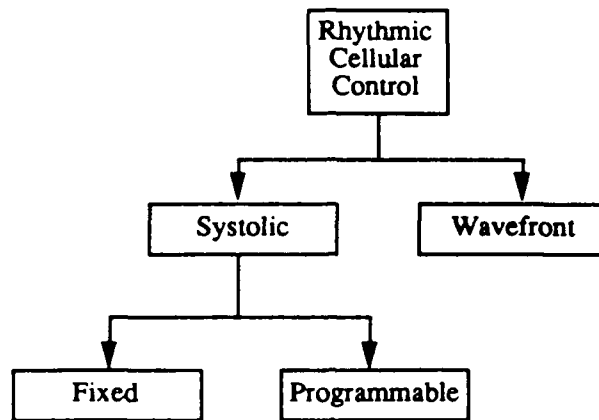 Rhythmic
Cellular
Control
Systolic
Wavefront
Fixed
Programmable